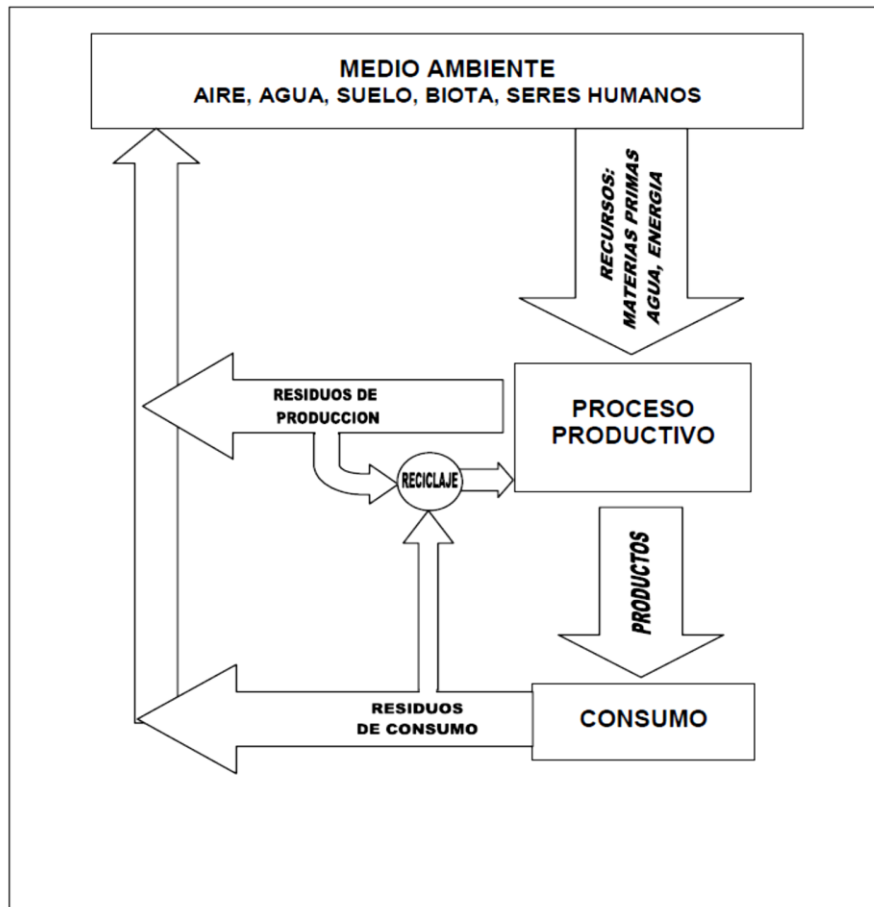 MEDIO AMBIENTE
AIRE, AGUA, SUELO, BIOTA, SERES HUMANOS
RECURSOS:
MATERIAS PRIMAS
AGUA, ENERGIA
RESIDUOS DE
PRODUCCION
PROCESO
PRODUCTIVO
RECICLAJE
PRODUCTOS
RESIDUOS
DE CONSUMO
CONSUMO